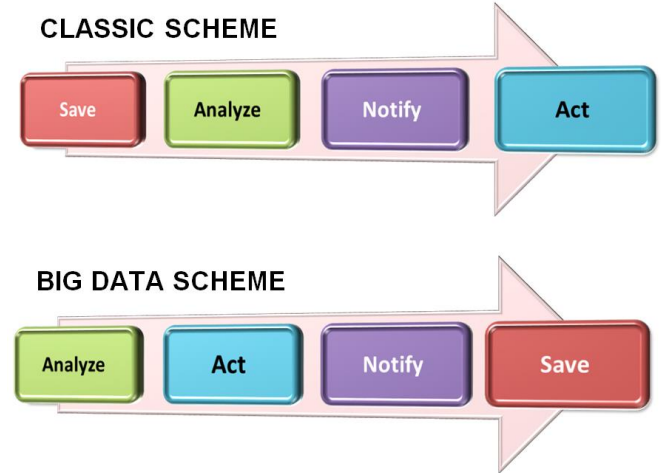 CLASSIC SCHEME
Save Analyze Notify Act
BIG DATA SCHEME
Analyze Act Notify Save